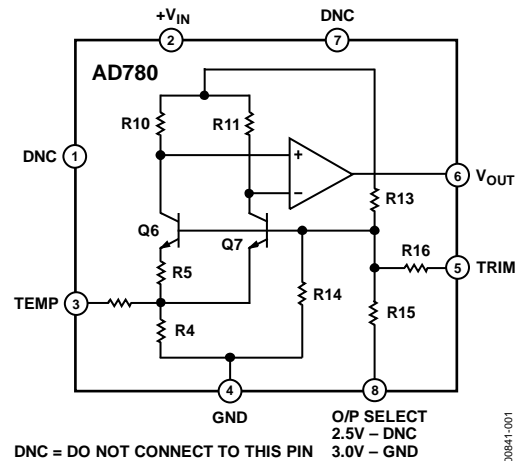 +VIN
DNC
2
7
AD780
R10
R11
DNC
1
+
−
6
VOUT
R13
Q6
Q7
R16
5
TRIM
R5
TEMP
3
R14
R15
R4
4
8
GND
O/P SELECT
2.5V – DNC
DNC = DO NOT CONNECT TO THIS PIN
3.0V – GND
00841-001